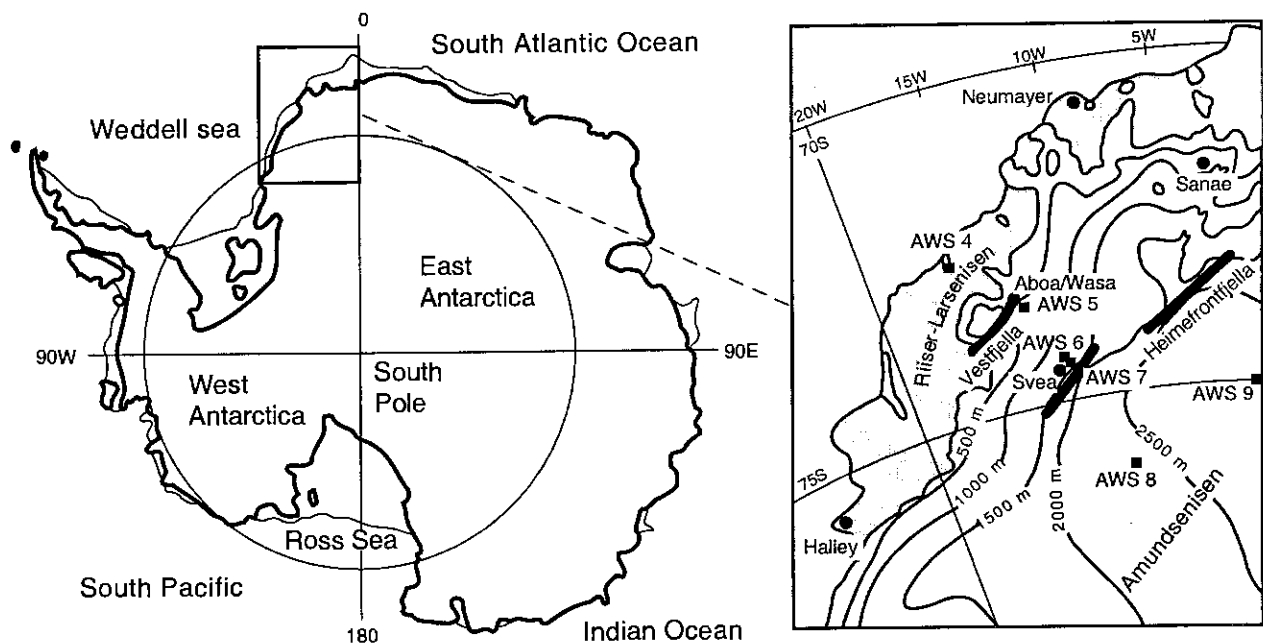 0
South Atlantic Ocean
Weddell sea
East
Antarctica
90W
90E
West
Antarctica
South
Pole
Ross Sea
South Pacific
180
Indian Ocean
5W
10W
15W
20W
70S
Neumayer
Sanae
AWS 4
Aboa/Wasa
AWS 5
Riiser-Larsenisen
Vestfjella
Heimefrontfjella
AWS 6
Svea
AWS 7
AWS 9
75S
500 m
1000 m
1500 m
2000 m
2500 m
AWS 8
Amundsenisen
Halley